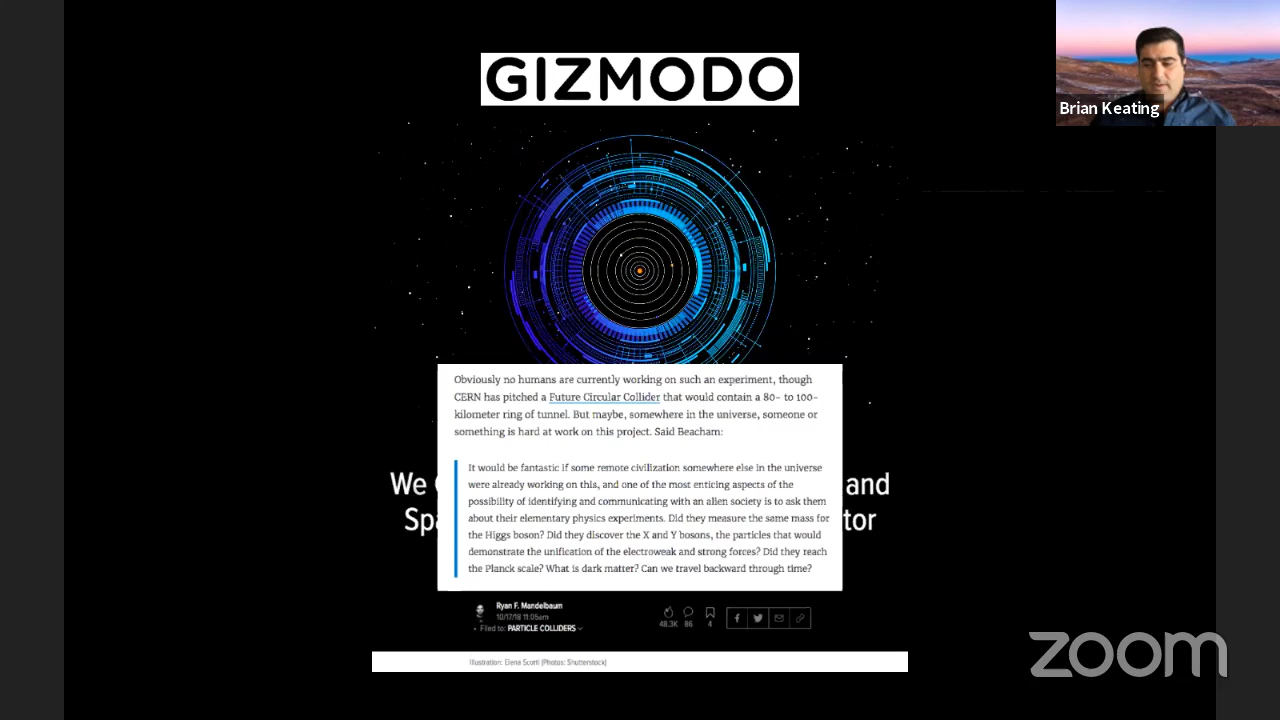 GIZMODO
Brian Keating
Obviously no humans are currently working on such an experiment, though
CERN has pitched a Future Circular Collider that would contain a 80- to 100-
kilometer ring of tunnel. But maybe, somewhere in the universe, someone or
something is hard at work on this project. Said Beacham:
It would be fantastic if some remote civilization somewhere else in the universe
were already working on this, and one of the most enticing aspects of the
possibility of identifying and communicating with an alien society is to ask them
about their elementary physics experiments. Did they measure the same mass for
the Higgs boson? Did they discover the X and Y bosons, the particles that would
demonstrate the unification of the electroweak and strong forces? Did they reach
the Planck scale? What is dark matter? Can we travel backward through time?
We and
Spa tor
Ryan F. Mandelbaum
10/17/18 11:05am
• Filed to: PARTICLE COLLIDERS
48.3K 86 4
Illustration: Elena Scotti (Photos: Shutterstock)
zoom